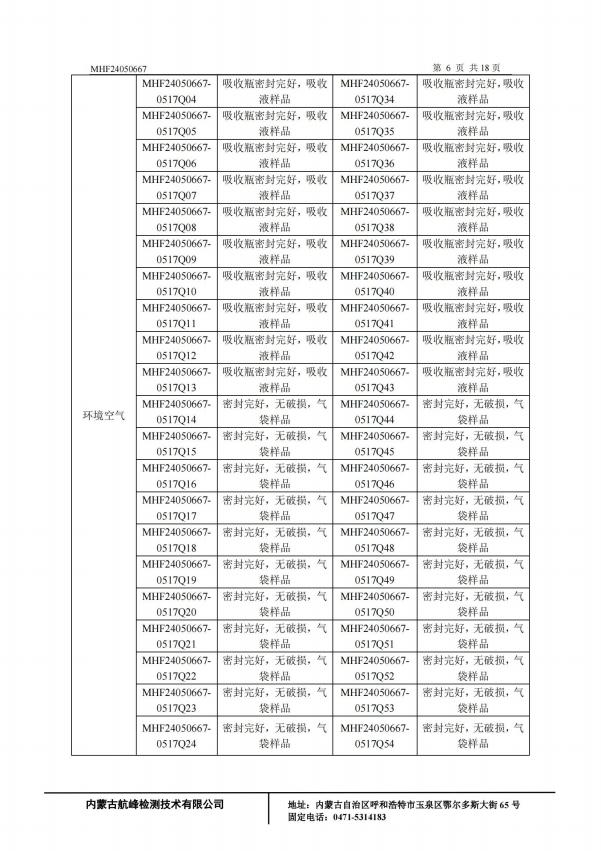 MHF24050667 第 6 页 共 18 页
MHF24050667- 吸收瓶密封完好，吸收 MHF24050667- 吸收瓶密封完好，吸收
0517Q04 液样品 0517Q34 液样品
MHF24050667- 吸收瓶密封完好，吸收 MHF24050667- 吸收瓶密封完好，吸收
0517Q05 液样品 0517Q35 液样品
MHF24050667- 吸收瓶密封完好，吸收 MHF24050667- 吸收瓶密封完好，吸收
0517Q06 液样品 0517Q36 液样品
MHF24050667- 吸收瓶密封完好，吸收 MHF24050667- 吸收瓶密封完好，吸收
0517Q07 液样品 0517Q37 液样品
MHF24050667- 吸收瓶密封完好，吸收 MHF24050667- 吸收瓶密封完好，吸收
0517Q08 液样品 0517Q38 液样品
MHF24050667- 吸收瓶密封完好，吸收 MHF24050667- 吸收瓶密封完好，吸收
0517Q09 液样品 0517Q39 液样品
MHF24050667- 吸收瓶密封完好，吸收 MHF24050667- 吸收瓶密封完好，吸收
0517Q10 液样品 0517Q40 液样品
MHF24050667- 吸收瓶密封完好，吸收 MHF24050667- 吸收瓶密封完好，吸收
0517Q11 液样品 0517Q41 液样品
MHF24050667- 吸收瓶密封完好，吸收 MHF24050667- 吸收瓶密封完好，吸收
0517Q12 液样品 0517Q42 液样品
MHF24050667- 吸收瓶密封完好，吸收 MHF24050667- 吸收瓶密封完好，吸收
0517Q13 液样品 0517Q43 液样品
环境空气
MHF24050667- 密封完好，无破损，气 MHF24050667- 密封完好，无破损，气
0517Q14 袋样品 0517Q44 袋样品
MHF24050667- 密封完好，无破损，气 MHF24050667- 密封完好，无破损，气
0517Q15 袋样品 0517Q45 袋样品
MHF24050667- 密封完好，无破损，气 MHF24050667- 密封完好，无破损，气
0517Q16 袋样品 0517Q46 袋样品
MHF24050667- 密封完好，无破损，气 MHF24050667- 密封完好，无破损，气
0517Q17 袋样品 0517Q47 袋样品
MHF24050667- 密封完好，无破损，气 MHF24050667- 密封完好，无破损，气
0517Q18 袋样品 0517Q48 袋样品
MHF24050667- 密封完好，无破损，气 MHF24050667- 密封完好，无破损，气
0517Q19 袋样品 0517Q49 袋样品
MHF24050667- 密封完好，无破损，气 MHF24050667- 密封完好，无破损，气
0517Q20 袋样品 0517Q50 袋样品
MHF24050667- 密封完好，无破损，气 MHF24050667- 密封完好，无破损，气
0517Q21 袋样品 0517Q51 袋样品
MHF24050667- 密封完好，无破损，气 MHF24050667- 密封完好，无破损，气
0517Q22 袋样品 0517Q52 袋样品
MHF24050667- 密封完好，无破损，气 MHF24050667- 密封完好，无破损，气
0517Q23 袋样品 0517Q53 袋样品
MHF24050667- 密封完好，无破损，气 MHF24050667- 密封完好，无破损，气
0517Q24 袋样品 0517Q54 袋样品
内蒙古航峰检测技术有限公司 地址：内蒙古自治区呼和浩特市玉泉区鄂尔多斯大街 65 号
固定电话：0471-5314183